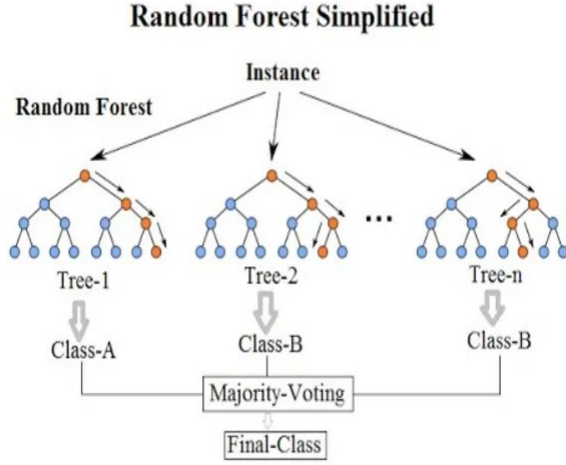 Random Forest Simplified
Instance
Random Forest
...
Tree-1
Tree-2
Tree-n
Class-A
Class-B
Class-B
Majority-Voting
Final-Class